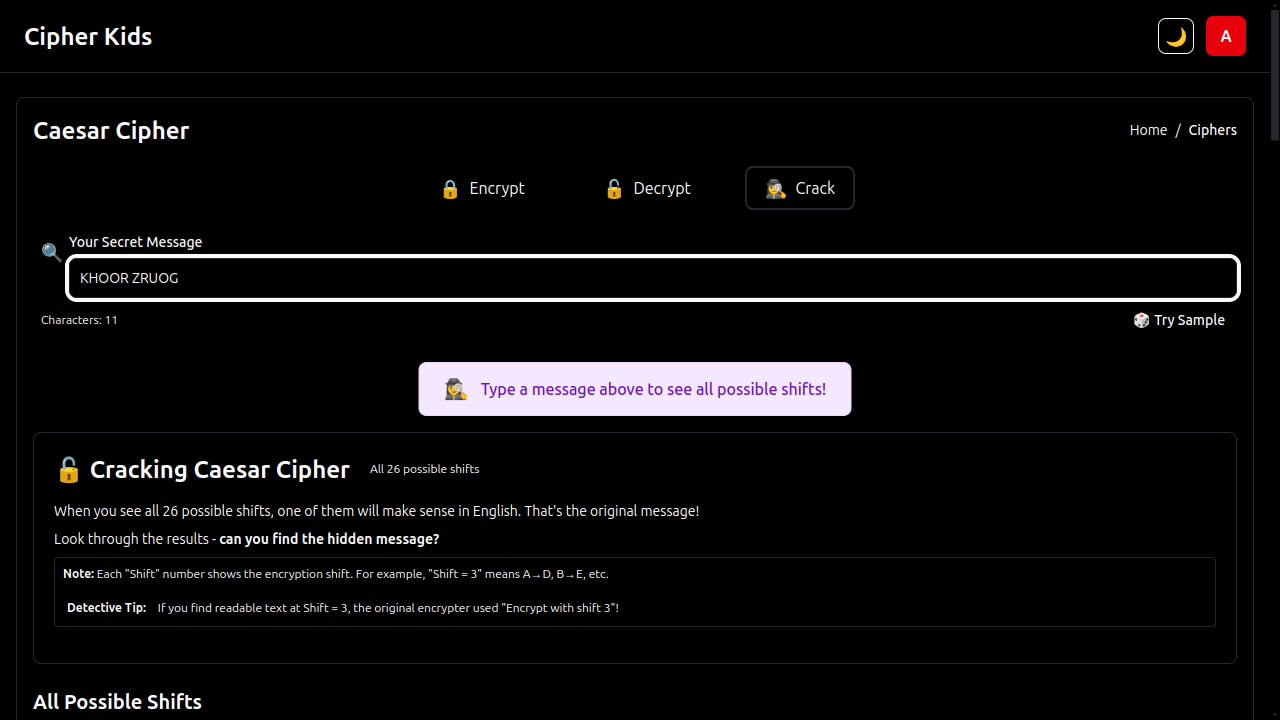 Cipher Kids
A
Caesar Cipher
Home / Ciphers
Encrypt
Decrypt
Crack
Your Secret Message
KHOOR ZRUOG
Characters: 11
Try Sample
Type a message above to see all possible shifts!
Cracking Caesar Cipher
All 26 possible shifts
When you see all 26 possible shifts, one of them will make sense in English. That's the original message!
Look through the results - can you find the hidden message?
Note: Each "Shift" number shows the encryption shift. For example, "Shift = 3" means A→D, B→E, etc.
Detective Tip: If you find readable text at Shift = 3, the original encrypter used "Encrypt with shift 3"!
All Possible Shifts